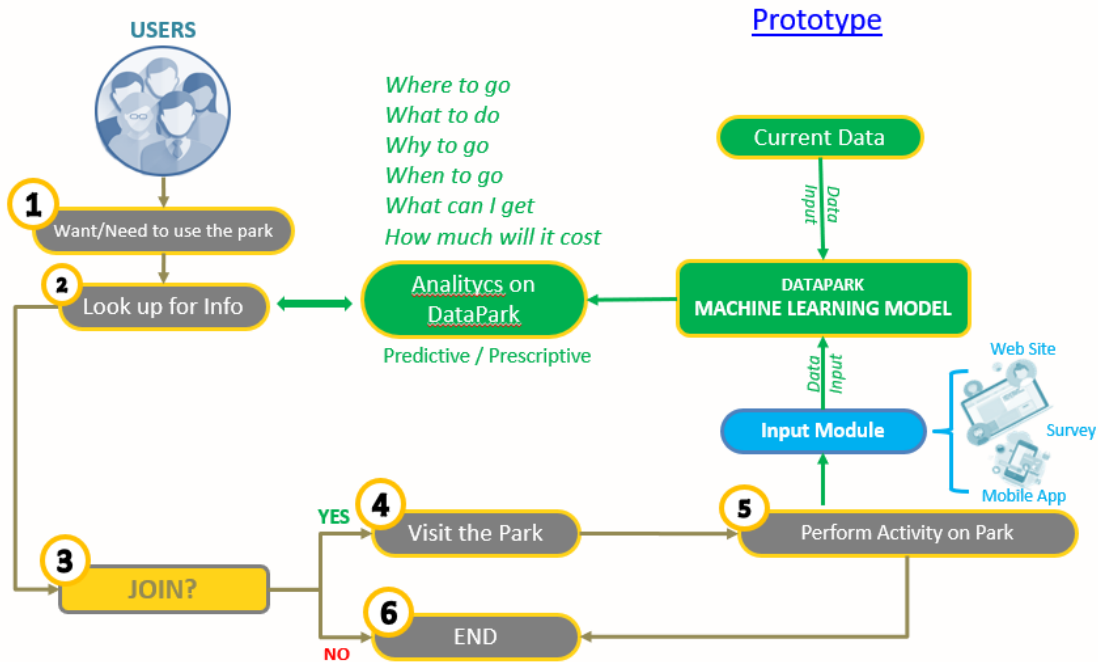 Prototype
USERS
Where to go
What to do
Why to go
When to go
What can I get
How much will it cost
Current Data
Data
Input
1
Want/Need to use the park
2
Look up for Info
Analitycs on
DataPark
Predictive / Prescriptive
DATAPARK
MACHINE LEARNING MODEL
Data
Input
Web Site
Input Module
Survey
Mobile App
3
JOIN?
YES
4
Visit the Park
5
Perform Activity on Park
NO
6
END